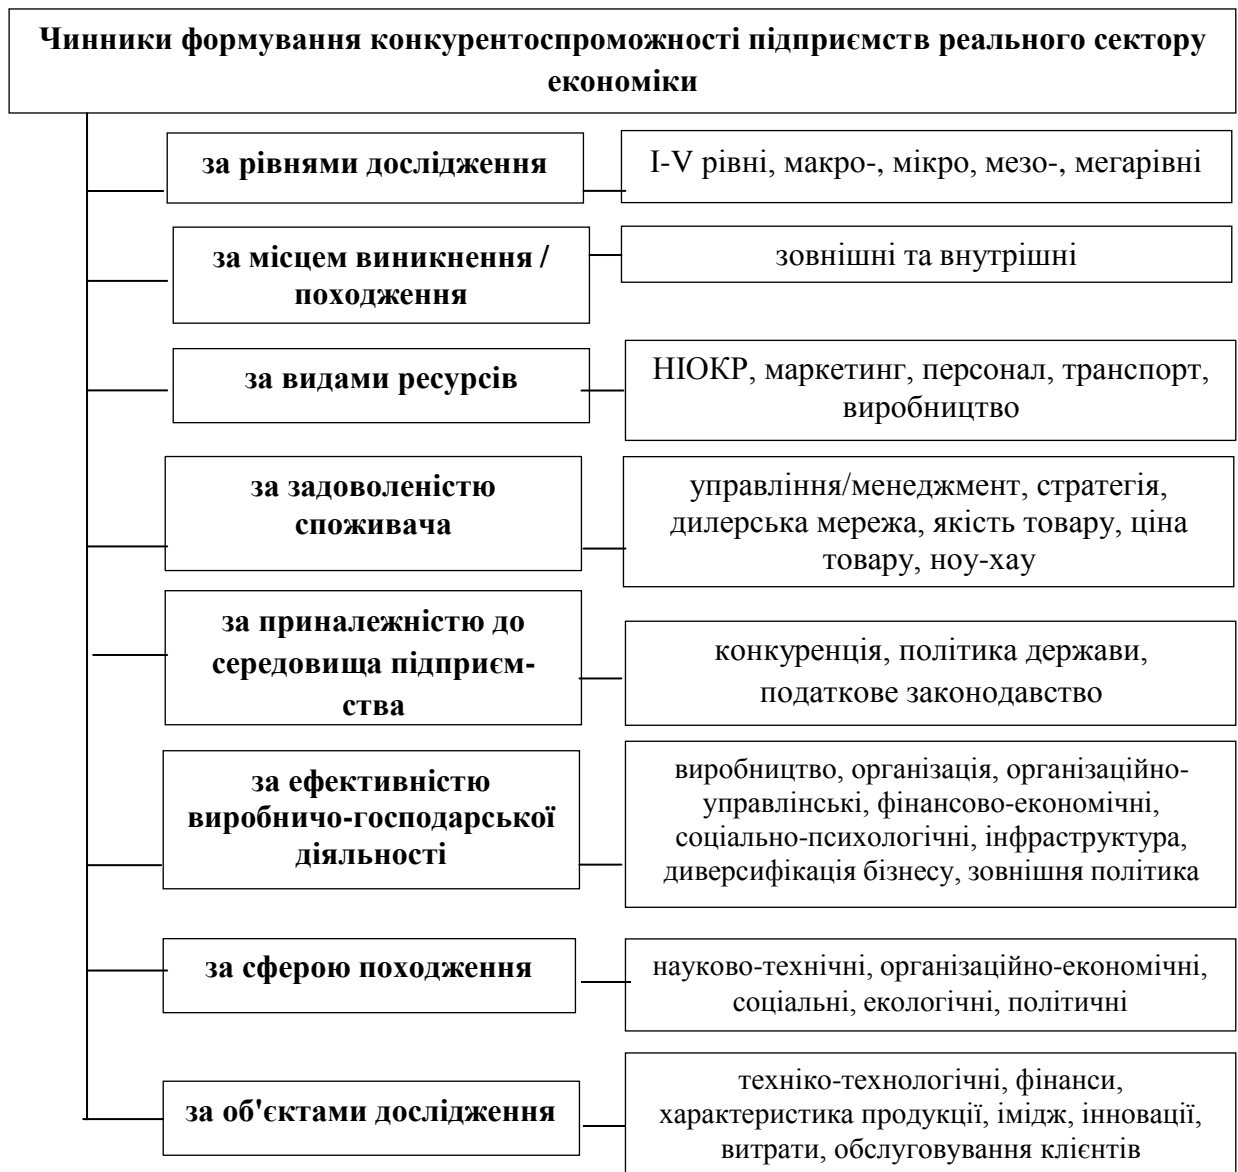 Чинники формування конкурентоспроможності підприємств реального сектору
економіки
за рівнями дослідження
I-V рівні, макро-, мікро, мезо-, мегарівні
за місцем виникнення /
походження
зовнішні та внутрішні
за видами ресурсів
НІОКР, маркетинг, персонал, транспорт,
виробництво
за задоволеністю
споживача
управління/менеджмент, стратегія,
дилерська мережа, якість товару, ціна
товару, ноу-хау
за приналежністю до
середовища підприєм-
ства
конкуренція, політика держави,
податкове законодавство
за ефективністю
виробничо-господарської
діяльності
виробництво, організація, організаційно-
управлінські, фінансово-економічні,
соціально-психологічні, інфраструктура,
диверсифікація бізнесу, зовнішня політика
за сферою походження
науково-технічні, організаційно-економічні,
соціальні, екологічні, політичні
за об'єктами дослідження
техніко-технологічні, фінанси,
характеристика продукції, імідж, інновації,
витрати, обслуговування клієнтів